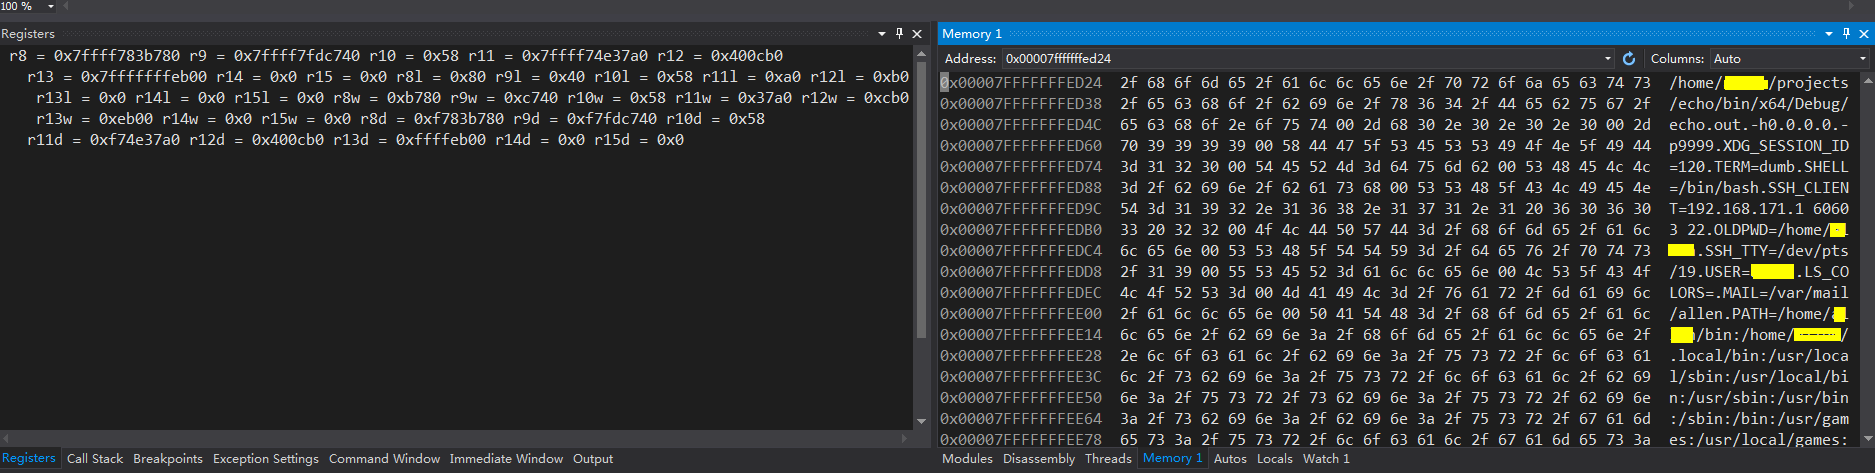 100 %
Registers
r8 = 0x7ffff783b780 r9 = 0x7ffff7fdc740 r10 = 0x58 r11 = 0x7ffff74e37a0 r12 = 0x400cb0
r13 = 0x7fffffffeb00 r14 = 0x0 r15 = 0x0 r8l = 0x80 r9l = 0x40 r10l = 0x58 r11l = 0xa0 r12l = 0xb0
r13l = 0x0 r14l = 0x0 r15l = 0x0 r8w = 0xb780 r9w = 0xc740 r10w = 0x58 r11w = 0x37a0 r12w = 0xcb0
r13w = 0xeb00 r14w = 0x0 r15w = 0x0 r8d = 0xf783b780 r9d = 0xf7fdc740 r10d = 0x58
r11d = 0xf74e37a0 r12d = 0x400cb0 r13d = 0xffffeb00 r14d = 0x0 r15d = 0x0
Registers Call Stack Breakpoints Exception Settings Command Window Immediate Window Output
Memory 1
Address: 0x00007fffffffed24 Columns: Auto
0x00007FFFFFFFED24 2f 68 6f 6d 65 2f 61 6c 6c 65 6e 2f 70 72 6f 6a 65 63 74 73 /home/ /projects
0x00007FFFFFFFED38 2f 65 63 68 6f 2f 62 69 6e 2f 78 36 34 2f 44 65 62 75 67 2f /echo/bin/x64/Debug/
0x00007FFFFFFFED4C 65 63 68 6f 2e 6f 75 74 00 2d 68 30 2e 30 2e 30 2e 30 00 2d echo.out.-h0.0.0.0.-
0x00007FFFFFFFED60 70 39 39 39 39 00 58 44 47 5f 53 45 53 53 49 4f 4e 5f 49 44 p9999.XDG_SESSION_ID
0x00007FFFFFFFED74 3d 31 32 30 00 54 45 52 4d 3d 64 75 6d 62 00 53 48 45 4c 4c =120.TERM=dumb.SHELL
0x00007FFFFFFFED88 3d 2f 62 69 6e 2f 62 61 73 68 00 53 53 48 5f 43 4c 49 45 4e =/bin/bash.SSH_CLIEN
0x00007FFFFFFFED9C 54 3d 31 39 32 2e 31 36 38 2e 31 37 31 2e 31 20 36 30 36 30 T=192.168.171.1 6060
0x00007FFFFFFFEDB0 33 20 32 32 00 4f 4c 44 50 57 44 3d 2f 68 6f 6d 65 2f 61 6c 3 22.OLDPWD=/home/
0x00007FFFFFFFEDC4 6c 65 6e 00 53 53 48 5f 54 54 59 3d 2f 64 65 76 2f 70 74 73 .SSH_TTY=/dev/pts
0x00007FFFFFFFEDD8 2f 31 39 00 55 53 45 52 3d 61 6c 6c 65 6e 00 4c 53 5f 43 4f /19.USER= .LS_CO
0x00007FFFFFFFEDEC 4c 4f 52 53 3d 00 4d 41 49 4c 3d 2f 76 61 72 2f 6d 61 69 6c LORS=.MAIL=/var/mail
0x00007FFFFFFFEE00 2f 61 6c 6c 65 6e 00 50 41 54 48 3d 2f 68 6f 6d 65 2f 61 6c /allen.PATH=/home/
0x00007FFFFFFFEE14 6c 65 6e 2f 62 69 6e 3a 2f 68 6f 6d 65 2f 61 6c 6c 65 6e 2f /bin:/home/ /
0x00007FFFFFFFEE28 2e 6c 6f 63 61 6c 2f 62 69 6e 3a 2f 75 73 72 2f 6c 6f 63 61 .local/bin:/usr/loca
0x00007FFFFFFFEE3C 6c 2f 73 62 69 6e 3a 2f 75 73 72 2f 6c 6f 63 61 6c 2f 62 69 l/sbin:/usr/local/bi
0x00007FFFFFFFEE50 6e 3a 2f 75 73 72 2f 73 62 69 6e 3a 2f 75 73 72 2f 62 69 6e n:/usr/sbin:/usr/bin
0x00007FFFFFFFEE64 3a 2f 73 62 69 6e 3a 2f 62 69 6e 3a 2f 75 73 72 2f 67 61 6d :/sbin:/bin:/usr/gam
0x00007FFFFFFFEE78 65 73 3a 2f 75 73 72 2f 6c 6f 63 61 6c 2f 67 61 6d 65 73 3a es:/usr/local/games:
Modules Disassembly Threads Memory 1 Autos Locals Watch 1